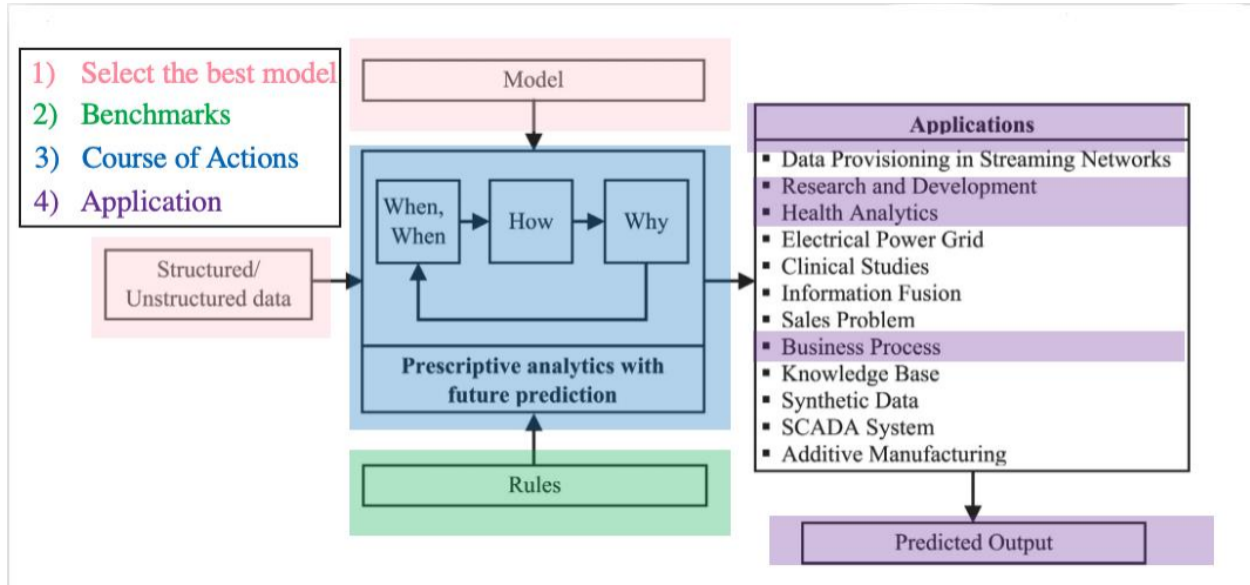 1) Select the best model
2) Benchmarks
3) Course of Actions
4) Application
Model
Structured/
Unstructured data
When,
When
How
Why
Prescriptive analytics with
future prediction
Rules
Applications
▪ Data Provisioning in Streaming Networks
▪ Research and Development
▪ Health Analytics
▪ Electrical Power Grid
▪ Clinical Studies
▪ Information Fusion
▪ Sales Problem
▪ Business Process
▪ Knowledge Base
▪ Synthetic Data
▪ SCADA System
▪ Additive Manufacturing
Predicted Output